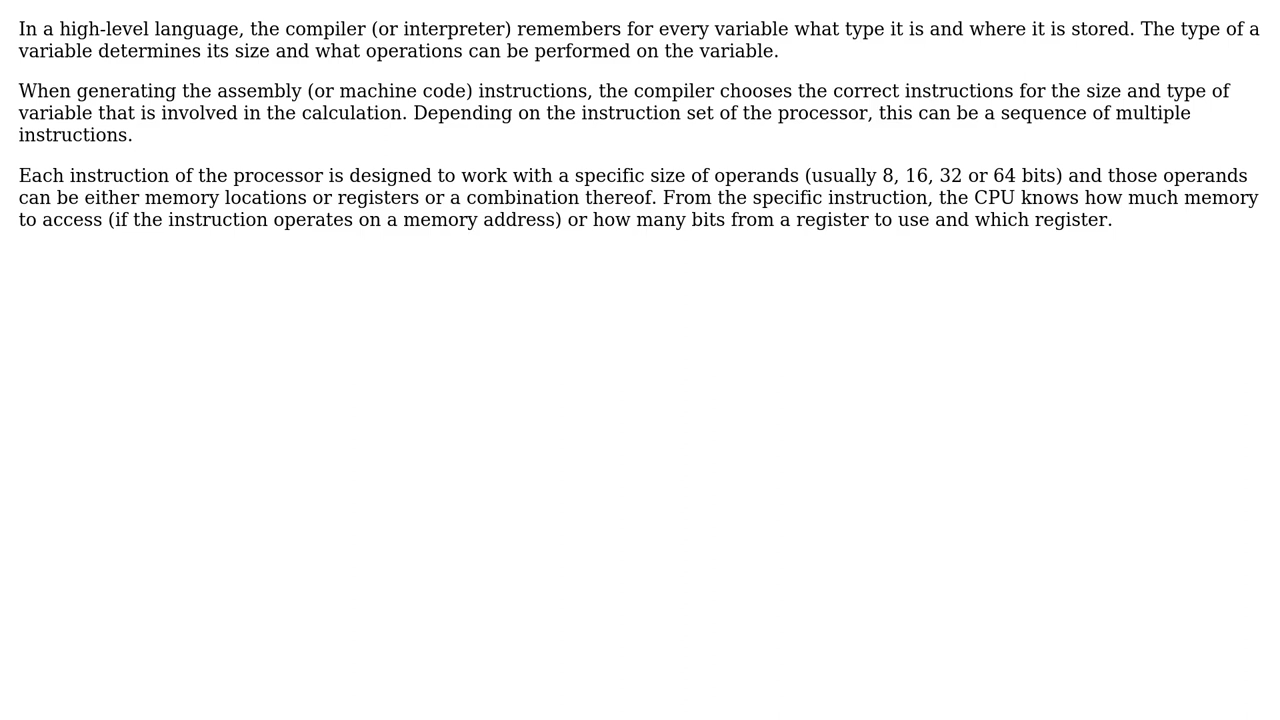 In a high-level language, the compiler (or interpreter) remembers for every variable what type it is and where it is stored. The type of a
variable determines its size and what operations can be performed on the variable.
When generating the assembly (or machine code) instructions, the compiler chooses the correct instructions for the size and type of
variable that is involved in the calculation. Depending on the instruction set of the processor, this can be a sequence of multiple
instructions.
Each instruction of the processor is designed to work with a specific size of operands (usually 8, 16, 32 or 64 bits) and those operands
can be either memory locations or registers or a combination thereof. From the specific instruction, the CPU knows how much memory
to access (if the instruction operates on a memory address) or how many bits from a register to use and which register.